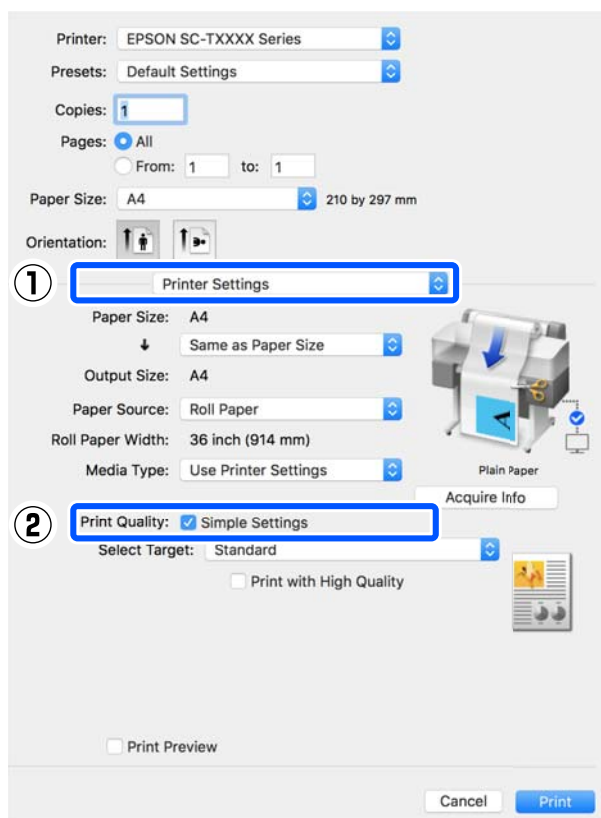 Printer: EPSON SC-TXXXX Series
Presets: Default Settings
Copies: 1
Pages: All
From: 1 to: 1
Paper Size: A4 210 by 297 mm
Orientation:
1 Printer Settings
Paper Size: A4
Same as Paper Size
Output Size: A4
Paper Source: Roll Paper
Roll Paper Width: 36 inch (914 mm)
Media Type: Use Printer Settings
A
Plain Paper
Acquire Info
2 Print Quality: Simple Settings
Select Target: Standard
Print with High Quality
Print Preview
Cancel Print